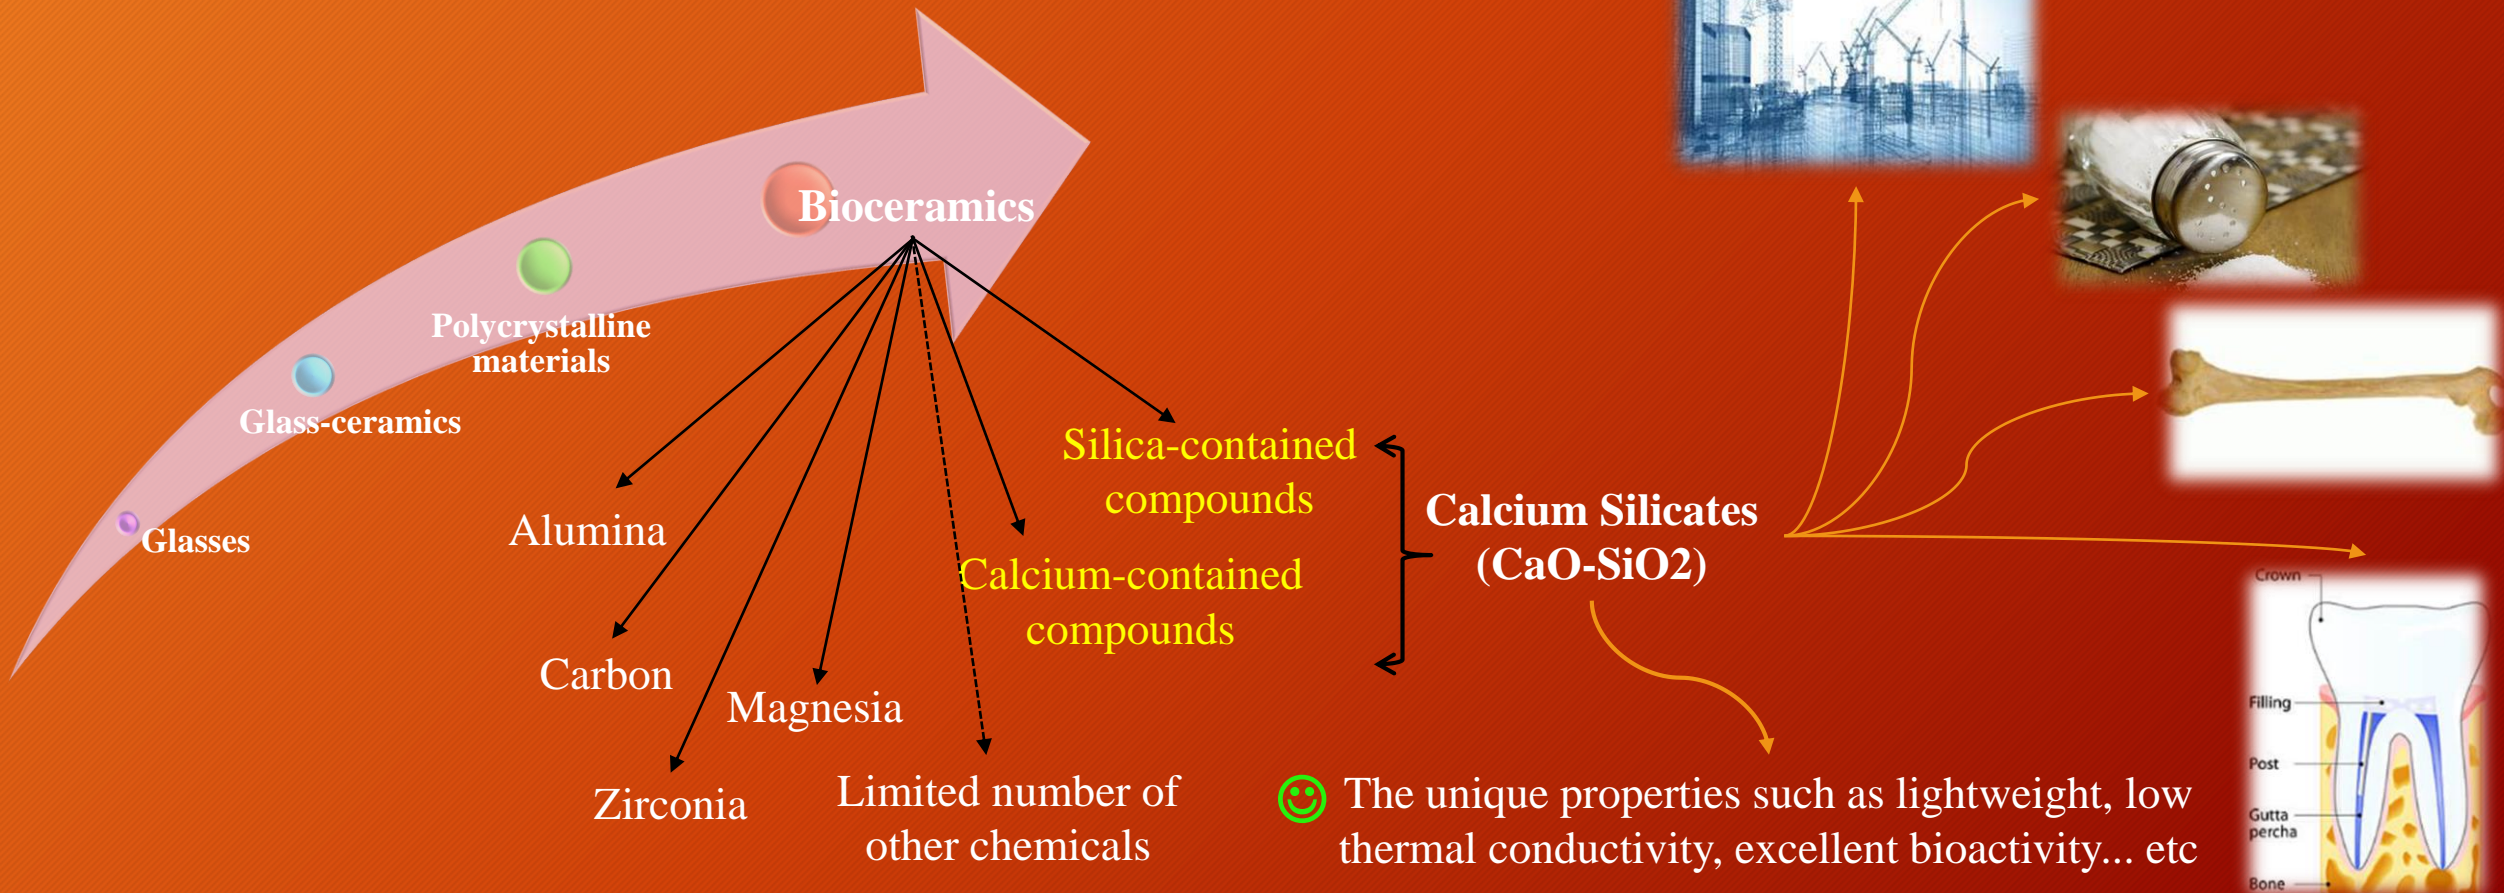 Bioceramics
Polycrystalline
materials
Glass-ceramics
Glasses
Alumina
Carbon
Zirconia
Magnesia
Limited number of
other chemicals
Silica-contained
compounds
Calcium-contained
compounds
Calcium Silicates
(CaO-SiO2)
The unique properties such as lightweight, low
thermal conductivity, excellent bioactivity... etc
Crown
Filling
Post
Gutta
percha
Bone